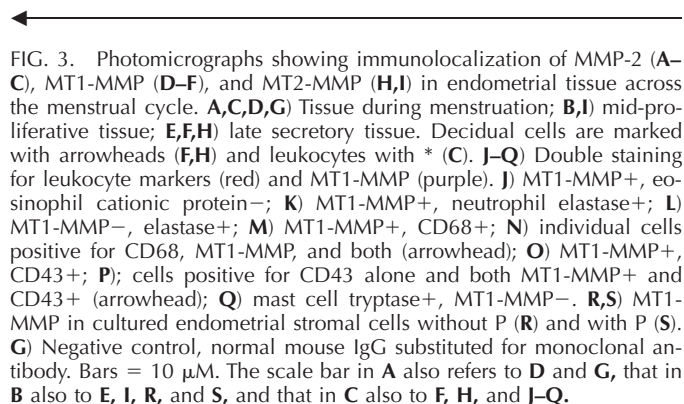 FIG. 3. Photomicrographs showing immunolocalization of MMP-2 (A–
C), MT1-MMP (D–F), and MT2-MMP (H,I) in endometrial tissue across
the menstrual cycle. A,C,D,G) Tissue during menstruation; B,I) mid-pro-
liferative tissue; E,F,H) late secretory tissue. Decidual cells are marked
with arrowheads (F,H) and leukocytes with * (C). J–Q) Double staining
for leukocyte markers (red) and MT1-MMP (purple). J) MT1-MMP+, eo-
sinophil cationic protein−; K) MT1-MMP+, neutrophil elastase+; L)
MT1-MMP−, elastase+; M) MT1-MMP+, CD68+; N) individual cells
positive for CD68, MT1-MMP, and both (arrowhead); O) MT1-MMP+,
CD43+; P); cells positive for CD43 alone and both MT1-MMP+ and
CD43+ (arrowhead); Q) mast cell tryptase+, MT1-MMP−. R,S) MT1-
MMP in cultured endometrial stromal cells without P (R) and with P (S).
G) Negative control, normal mouse IgG substituted for monoclonal an-
tibody. Bars = 10 μM. The scale bar in A also refers to D and G, that in
B also to E, I, R, and S, and that in C also to F, H, and J–Q.